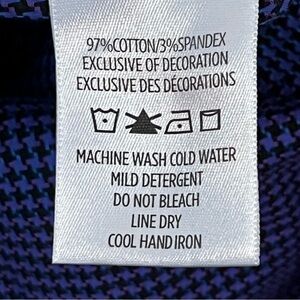 97%COTTON/3%SPANDEX
EXCLUSIVE OF DECORATION
EXCLUSIVE DES DÉCORATIONS
MACHINE WASH COLD WATER
MILD DETERGENT
DO NOT BLEACH
LINE DRY
COOL HAND IRON